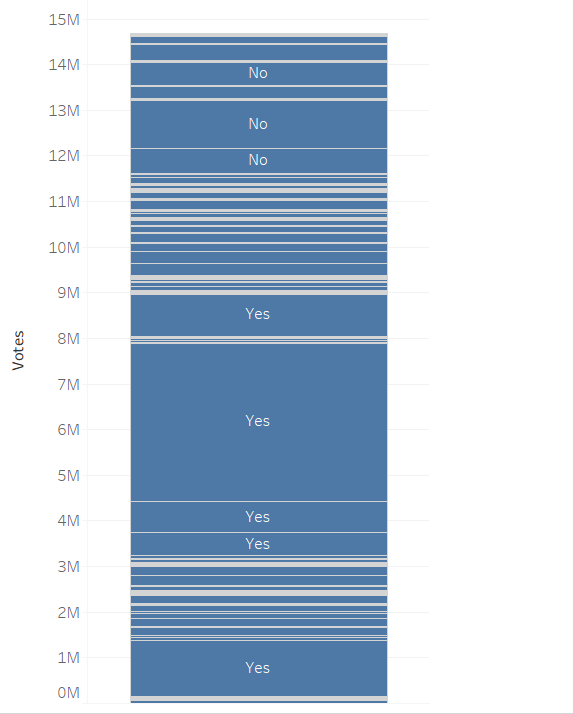 15M
14M
No
13M
No
12M
No
11M
10M
9M
Yes
8M
Votes
7M
Yes
6M
5M
4M
Yes
Yes
3M
2M
1M
Yes
0M